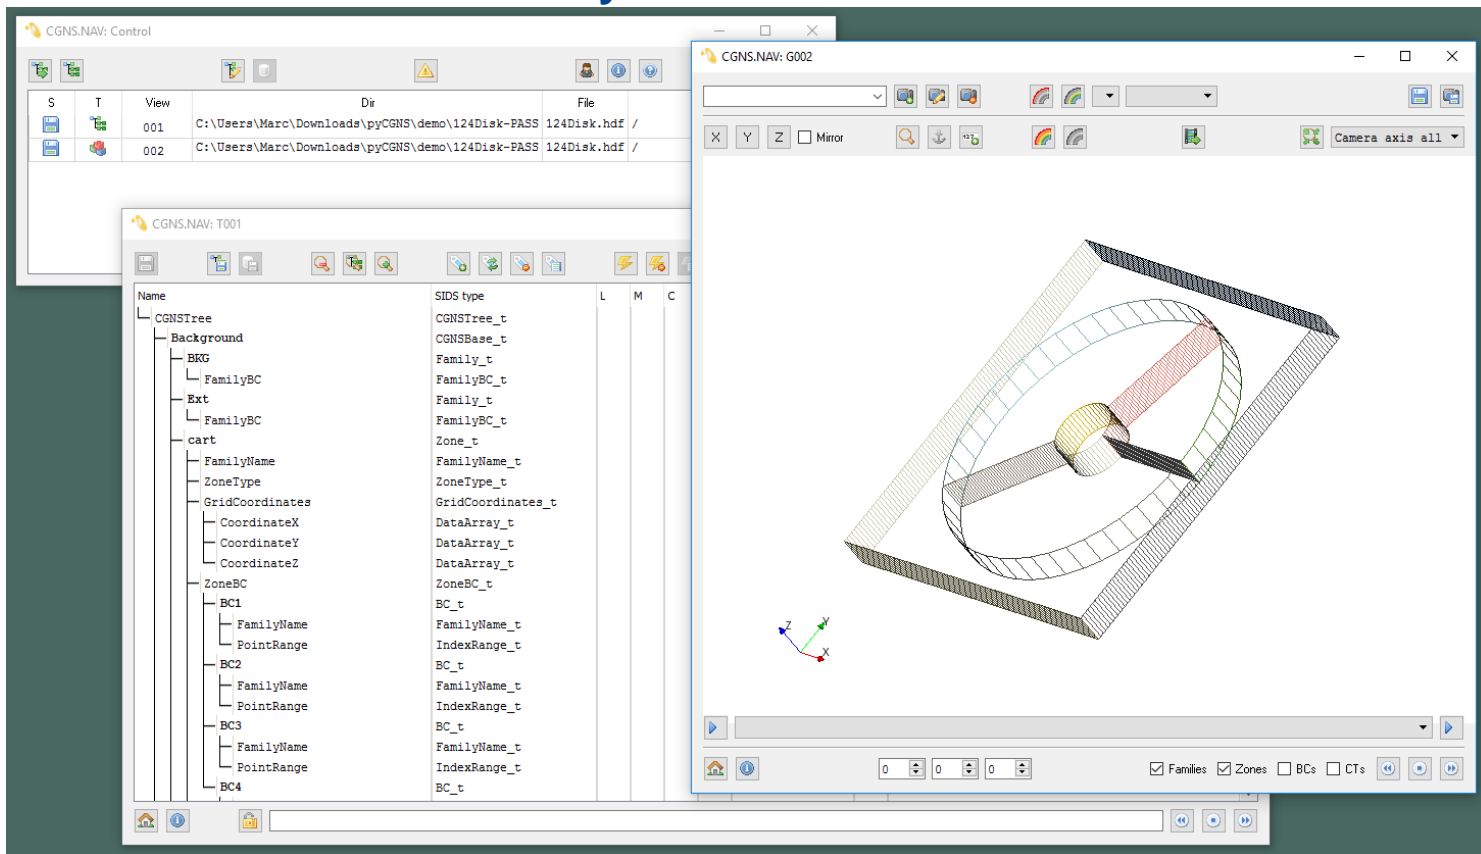 CGNS.NAV: Control
S T View Dir File
001 C:\Users\Marc\Downloads\pyCGNS\demo\124Disk-PASS 124Disk.hdf /
002 C:\Users\Marc\Downloads\pyCGNS\demo\124Disk-PASS 124Disk.hdf /
CGNS.NAV: T001
Name SIDS type L M C
CGNSTree CGNSTree_t
Background CGNSBase_t
BKG Family_t
FamilyBC FamilyBC_t
Ext Family_t
FamilyBC FamilyBC_t
cart Zone_t
FamilyName FamilyName_t
ZoneType ZoneType_t
GridCoordinates GridCoordinates_t
CoordinateX DataArray_t
CoordinateY DataArray_t
CoordinateZ DataArray_t
ZoneBC ZoneBC_t
BC1 BC_t
FamilyName FamilyName_t
PointRange IndexRange_t
BC2 BC_t
FamilyName FamilyName_t
PointRange IndexRange_t
BC3 BC_t
FamilyName FamilyName_t
PointRange IndexRange_t
BC4 BC_t
CGNS.NAV: G002
X Y Z Mirror Camera axis all
Z Y
X
0 0 0 Families Zones BCs CTs